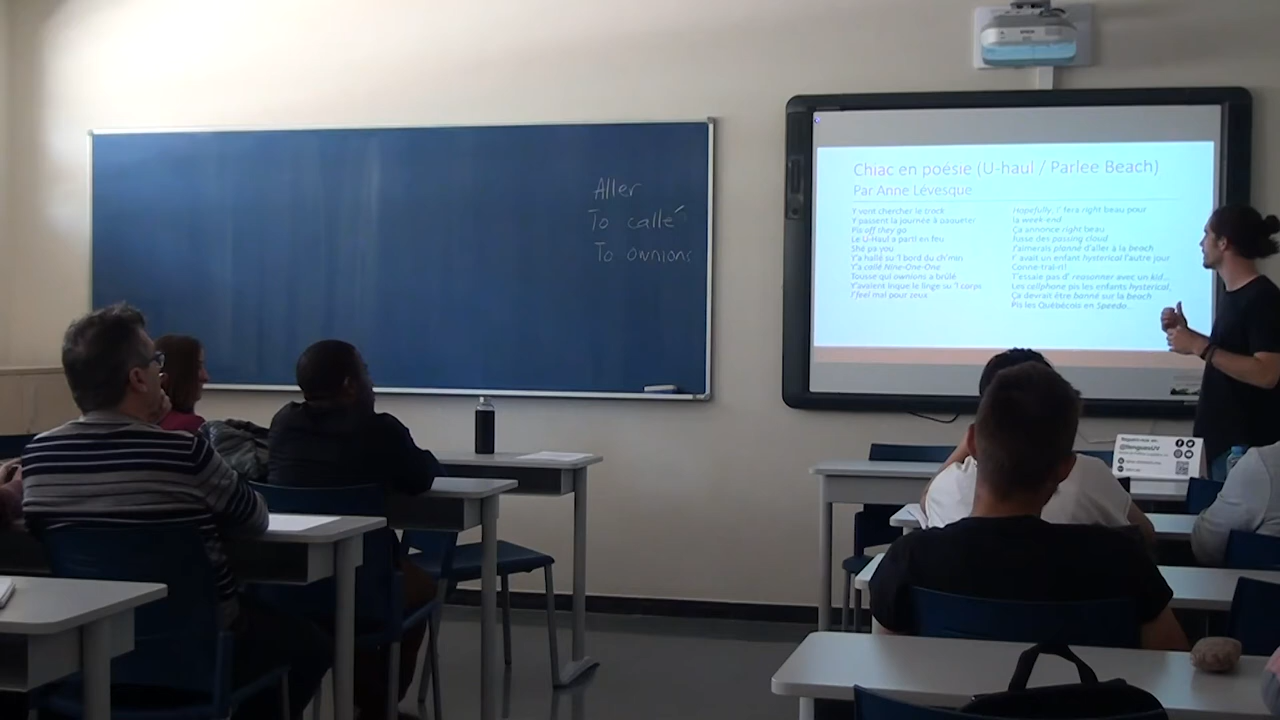 Aller
To callé
To ownions
Chiac en poésie (U-haul / Parlee Beach)
Par Anne Lévesque
Y vont chercher le trock
Y passent la journée à paqueter
Pis off they go
Le U-Haul a parti en feu
Shé pa you
Y'a hallé su 'l bord du ch'min
Y'a callé Nine-One-One
Tousse qui ownions a brûlé
Y'avaient inque le linge su 'l corps
I feel mal pour zeux
Hopefully, i' fera right beau pour
la week-end
Ça annonce right beau
Jusse des passing cloud
J'aimerais planné d'aller à la beach
Y' avait un enfant hysterical l'autre jour
Conne-trai-ri!
T'essaie pas d' reasonner avec un kid...
Les cellphone pis les enfants hysterical,
Ça devrait être banné sur la beach
Pis les Québécois en Speedo...